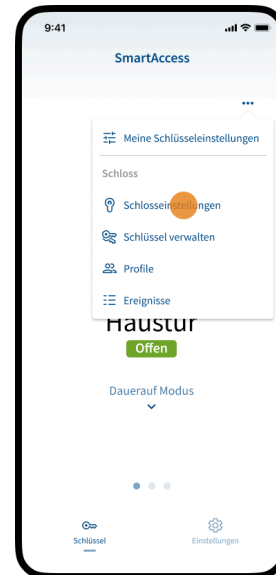 9:41
SmartAccess
Meine Schlüsseleinstellungen
Schloss
Schlosseinstellungen
Schlüssel verwalten
Profile
Ereignisse
Haustür
Offen
Dauerauf Modus
Schlüssel
Einstellungen